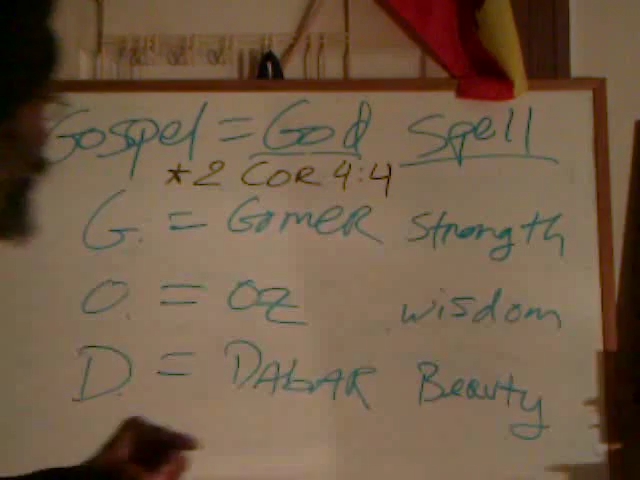 Gospel = God Spell
*2 COR 4:4
G. = GOMER Strength
O. = OZ wisdom
D. = DABAR Beauty